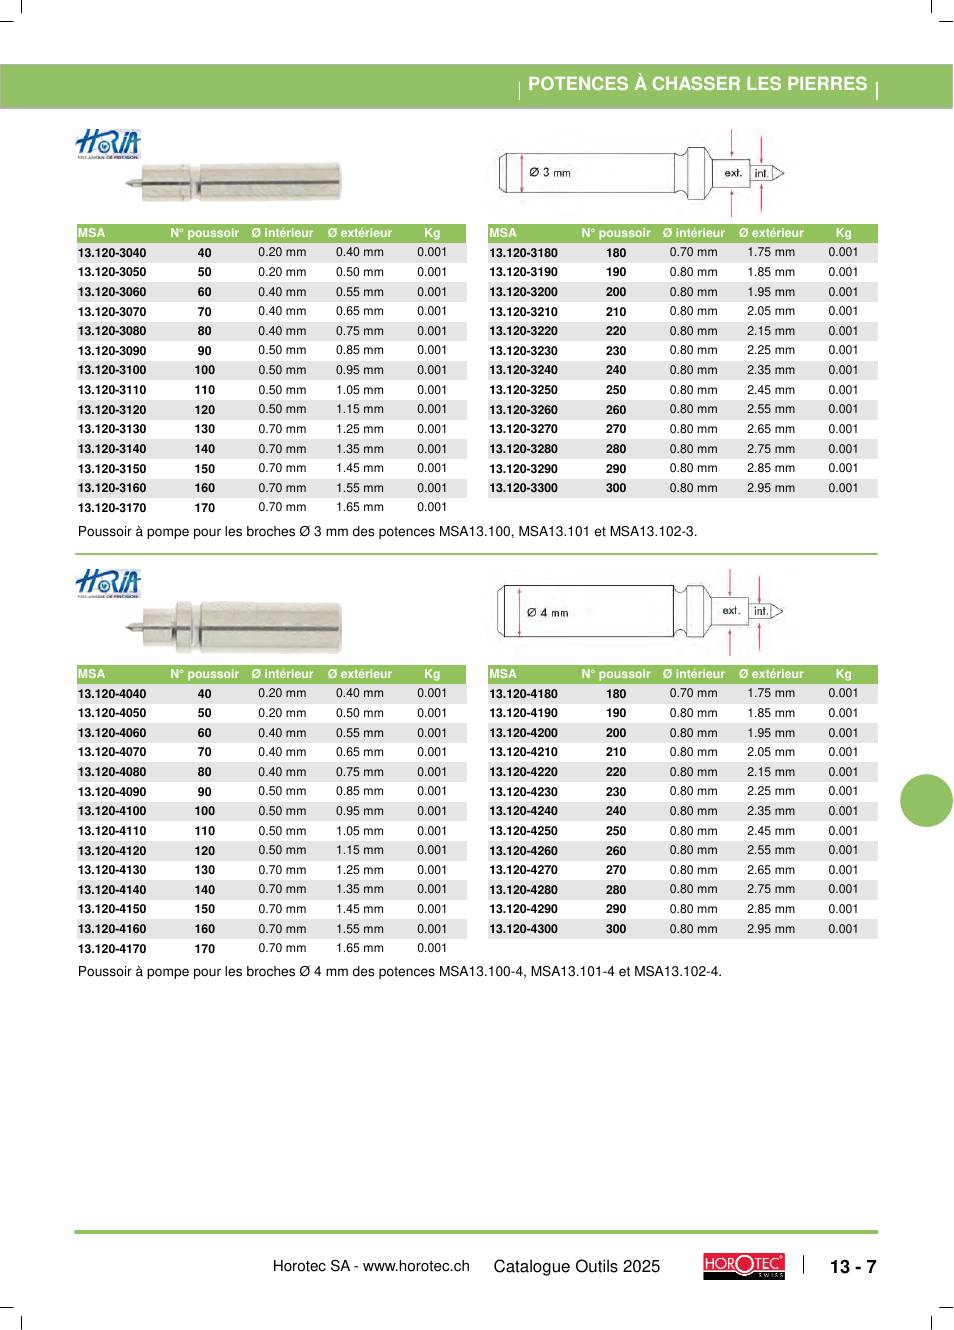 POTENCES À CHASSER LES PIERRES
HORIA
MÉCANIQUE DE PRÉCISION
Ø 3 mm ext. int.
MSA N° poussoir Ø intérieur Ø extérieur Kg
13.120-3040 40 0.20 mm 0.40 mm 0.001
13.120-3050 50 0.20 mm 0.50 mm 0.001
13.120-3060 60 0.40 mm 0.55 mm 0.001
13.120-3070 70 0.40 mm 0.65 mm 0.001
13.120-3080 80 0.40 mm 0.75 mm 0.001
13.120-3090 90 0.50 mm 0.85 mm 0.001
13.120-3100 100 0.50 mm 0.95 mm 0.001
13.120-3110 110 0.50 mm 1.05 mm 0.001
13.120-3120 120 0.50 mm 1.15 mm 0.001
13.120-3130 130 0.70 mm 1.25 mm 0.001
13.120-3140 140 0.70 mm 1.35 mm 0.001
13.120-3150 150 0.70 mm 1.45 mm 0.001
13.120-3160 160 0.70 mm 1.55 mm 0.001
13.120-3170 170 0.70 mm 1.65 mm 0.001
MSA N° poussoir Ø intérieur Ø extérieur Kg
13.120-3180 180 0.70 mm 1.75 mm 0.001
13.120-3190 190 0.80 mm 1.85 mm 0.001
13.120-3200 200 0.80 mm 1.95 mm 0.001
13.120-3210 210 0.80 mm 2.05 mm 0.001
13.120-3220 220 0.80 mm 2.15 mm 0.001
13.120-3230 230 0.80 mm 2.25 mm 0.001
13.120-3240 240 0.80 mm 2.35 mm 0.001
13.120-3250 250 0.80 mm 2.45 mm 0.001
13.120-3260 260 0.80 mm 2.55 mm 0.001
13.120-3270 270 0.80 mm 2.65 mm 0.001
13.120-3280 280 0.80 mm 2.75 mm 0.001
13.120-3290 290 0.80 mm 2.85 mm 0.001
13.120-3300 300 0.80 mm 2.95 mm 0.001
Poussoir à pompe pour les broches Ø 3 mm des potences MSA13.100, MSA13.101 et MSA13.102-3.
HORIA
MÉCANIQUE DE PRÉCISION
Ø 4 mm ext. int.
MSA N° poussoir Ø intérieur Ø extérieur Kg
13.120-4040 40 0.20 mm 0.40 mm 0.001
13.120-4050 50 0.20 mm 0.50 mm 0.001
13.120-4060 60 0.40 mm 0.55 mm 0.001
13.120-4070 70 0.40 mm 0.65 mm 0.001
13.120-4080 80 0.40 mm 0.75 mm 0.001
13.120-4090 90 0.50 mm 0.85 mm 0.001
13.120-4100 100 0.50 mm 0.95 mm 0.001
13.120-4110 110 0.50 mm 1.05 mm 0.001
13.120-4120 120 0.50 mm 1.15 mm 0.001
13.120-4130 130 0.70 mm 1.25 mm 0.001
13.120-4140 140 0.70 mm 1.35 mm 0.001
13.120-4150 150 0.70 mm 1.45 mm 0.001
13.120-4160 160 0.70 mm 1.55 mm 0.001
13.120-4170 170 0.70 mm 1.65 mm 0.001
MSA N° poussoir Ø intérieur Ø extérieur Kg
13.120-4180 180 0.70 mm 1.75 mm 0.001
13.120-4190 190 0.80 mm 1.85 mm 0.001
13.120-4200 200 0.80 mm 1.95 mm 0.001
13.120-4210 210 0.80 mm 2.05 mm 0.001
13.120-4220 220 0.80 mm 2.15 mm 0.001
13.120-4230 230 0.80 mm 2.25 mm 0.001
13.120-4240 240 0.80 mm 2.35 mm 0.001
13.120-4250 250 0.80 mm 2.45 mm 0.001
13.120-4260 260 0.80 mm 2.55 mm 0.001
13.120-4270 270 0.80 mm 2.65 mm 0.001
13.120-4280 280 0.80 mm 2.75 mm 0.001
13.120-4290 290 0.80 mm 2.85 mm 0.001
13.120-4300 300 0.80 mm 2.95 mm 0.001
Poussoir à pompe pour les broches Ø 4 mm des potences MSA13.100-4, MSA13.101-4 et MSA13.102-4.
Horotec SA - www.horotec.ch Catalogue Outils 2025 HOROTEC® SWISS 13 - 7